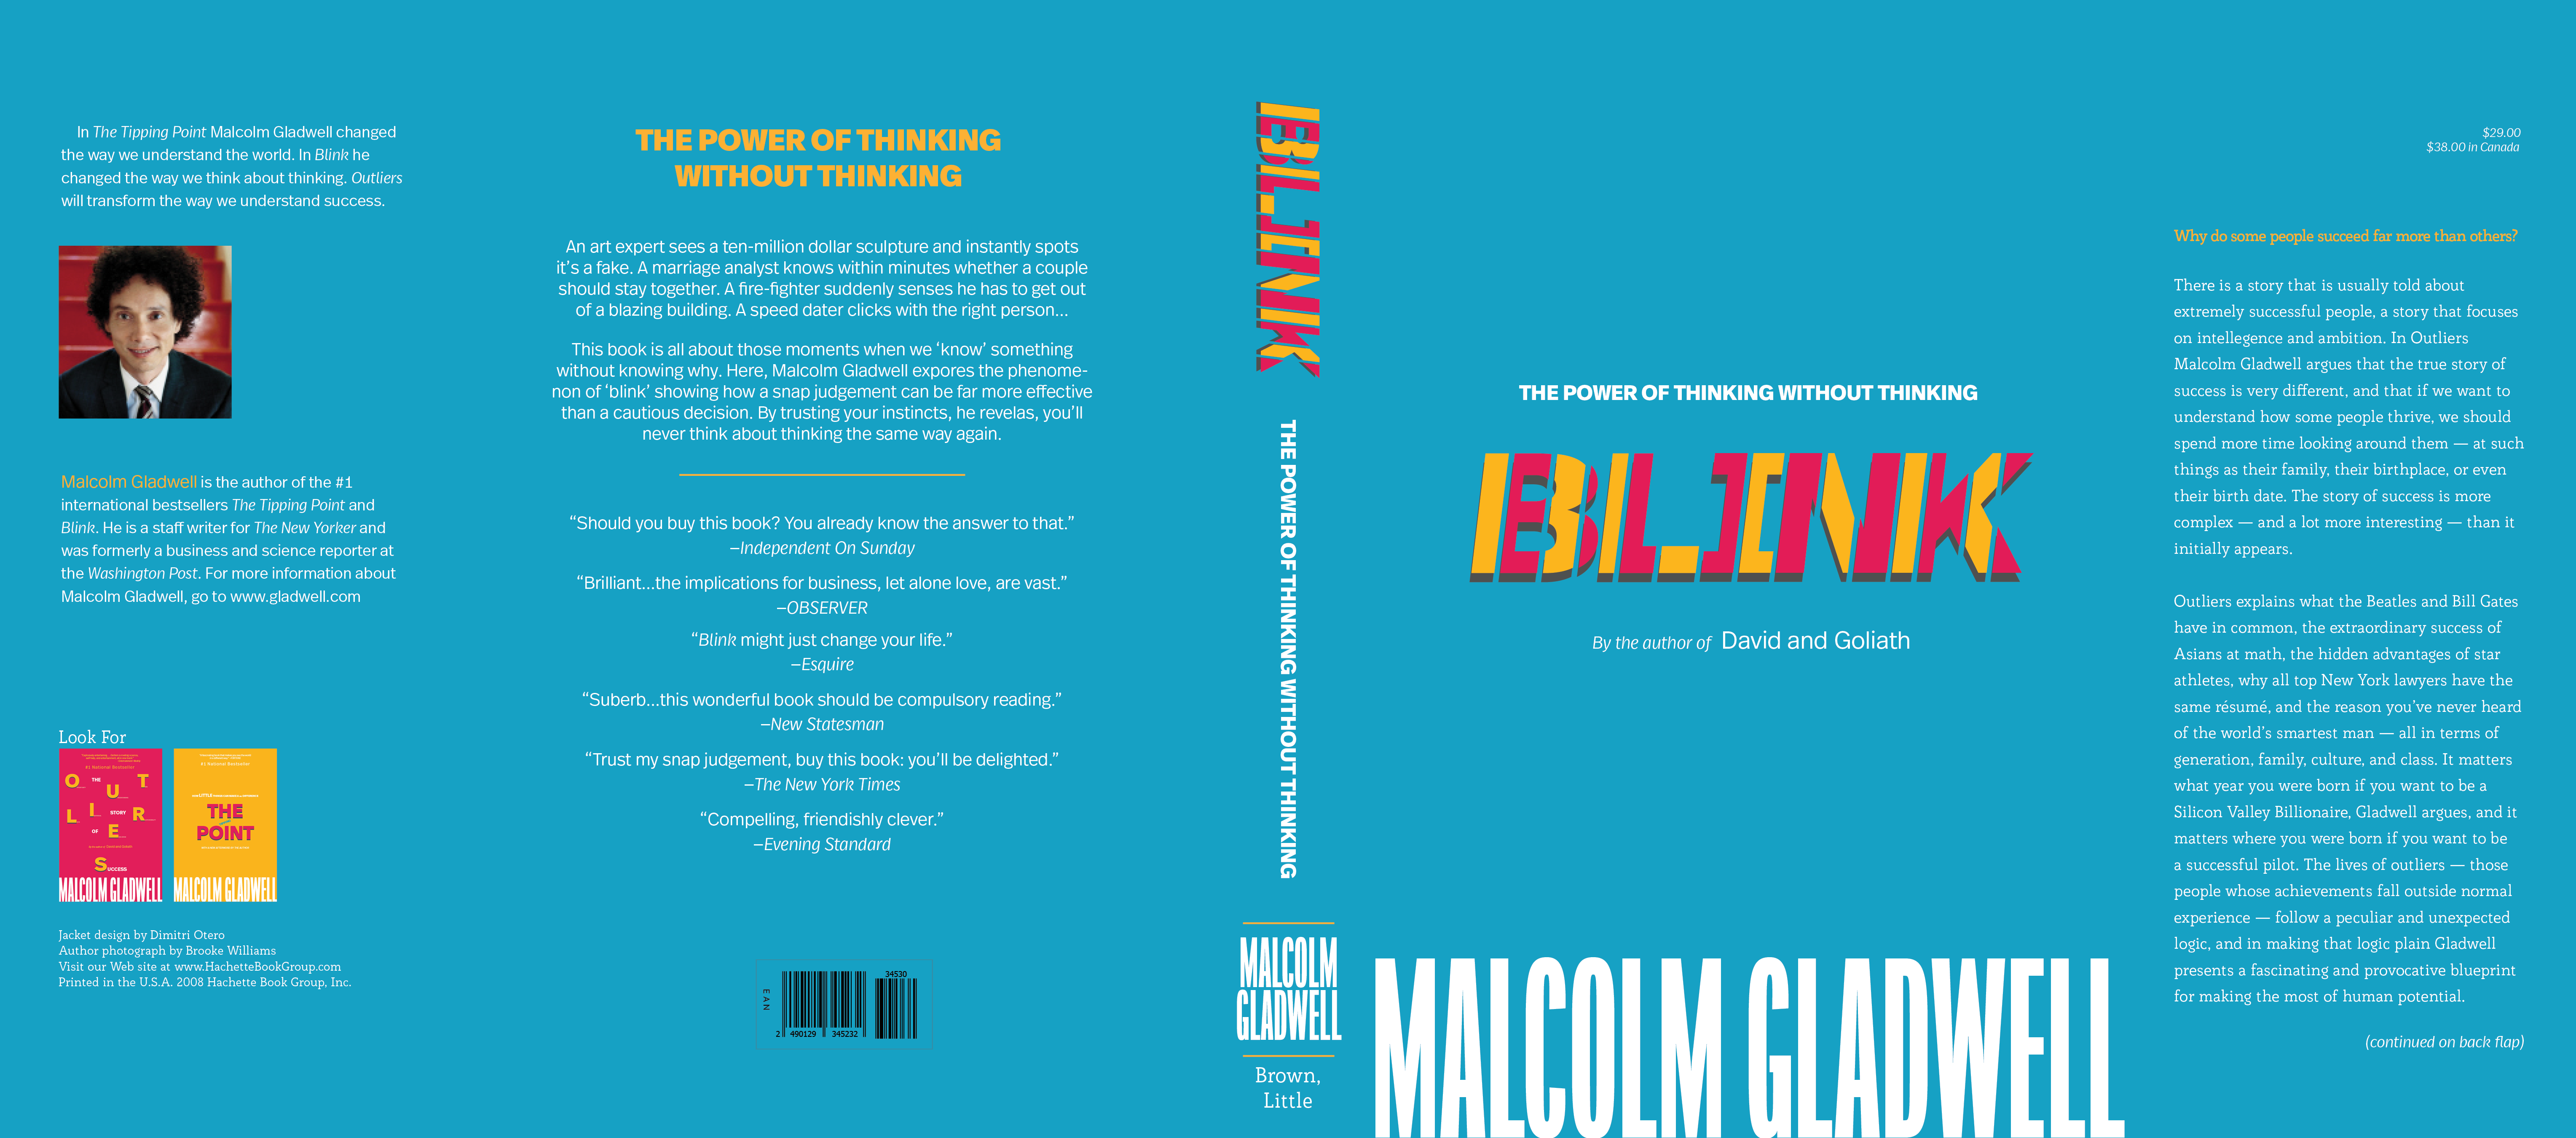 In The Tipping Point Malcolm Gladwell changed
the way we understand the world. In Blink he
changed the way we think about thinking. Outliers
will transform the way we understand success.
Malcolm Gladwell is the author of the #1
international bestsellers The Tipping Point and
Blink. He is a staff writer for The New Yorker and
was formerly a business and science reporter at
the Washington Post. For more information about
Malcolm Gladwell, go to www.gladwell.com
Look For
#1 National Bestseller
O THE U T
L I STORY R
OF E
SUCCESS
MALCOLM GLADWELL
#1 National Bestseller
THE
POINT
MALCOLM GLADWELL
Jacket design by Dimitri Otero
Author photograph by Brooke Williams
Visit our Web site at www.HachetteBookGroup.com
Printed in the U.S.A. 2008 Hachette Book Group, Inc.
THE POWER OF THINKING
WITHOUT THINKING
An art expert sees a ten-million dollar sculpture and instantly spots
it’s a fake. A marriage analyst knows within minutes whether a couple
should stay together. A fire-fighter suddenly senses he has to get out
of a blazing building. A speed dater clicks with the right person...
This book is all about those moments when we ‘know’ something
without knowing why. Here, Malcolm Gladwell expores the phenome-
non of ‘blink’ showing how a snap judgement can be far more effective
than a cautious decision. By trusting your instincts, he revelas, you’ll
never think about thinking the same way again.
“Should you buy this book? You already know the answer to that.”
–Independent On Sunday
“Brilliant...the implications for business, let alone love, are vast.”
–OBSERVER
“Blink might just change your life.”
–Esquire
“Suberb...this wonderful book should be compulsory reading.”
–New Statesman
“Trust my snap judgement, buy this book: you’ll be delighted.”
–The New York Times
“Compelling, friendishly clever.”
–Evening Standard
EAN
34530
2 490129 345232
BLINK
THE POWER OF THINKING WITHOUT THINKING
MALCOLM
GLADWELL
Brown,
Little
THE POWER OF THINKING WITHOUT THINKING
BLINK
By the author of David and Goliath
MALCOLM GLADWELL
$29.00
$38.00 in Canada
Why do some people succeed far more than others?
There is a story that is usually told about
extremely successful people, a story that focuses
on intellegence and ambition. In Outliers
Malcolm Gladwell argues that the true story of
success is very different, and that if we want to
understand how some people thrive, we should
spend more time looking around them — at such
things as their family, their birthplace, or even
their birth date. The story of success is more
complex — and a lot more interesting — than it
initially appears.
Outliers explains what the Beatles and Bill Gates
have in common, the extraordinary success of
Asians at math, the hidden advantages of star
athletes, why all top New York lawyers have the
same résumé, and the reason you’ve never heard
of the world’s smartest man — all in terms of
generation, family, culture, and class. It matters
what year you were born if you want to be a
Silicon Valley Billionaire, Gladwell argues, and it
matters where you were born if you want to be
a successful pilot. The lives of outliers — those
people whose achievements fall outside normal
experience — follow a peculiar and unexpected
logic, and in making that logic plain Gladwell
presents a fascinating and provocative blueprint
for making the most of human potential.
(continued on back flap)